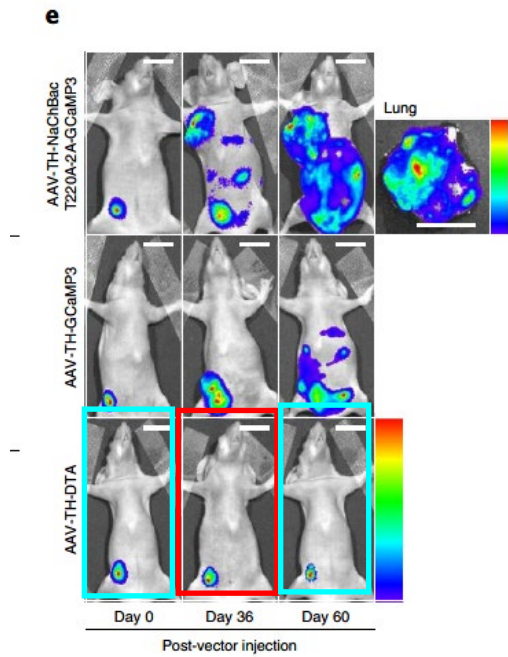 e
AAV-TH-NaChBac
T220A-2A-GCaMP3
Lung
AAV-TH-GCaMP3
AAV-TH-DTA
Day 0
Day 36
Day 60
Post-vector injection